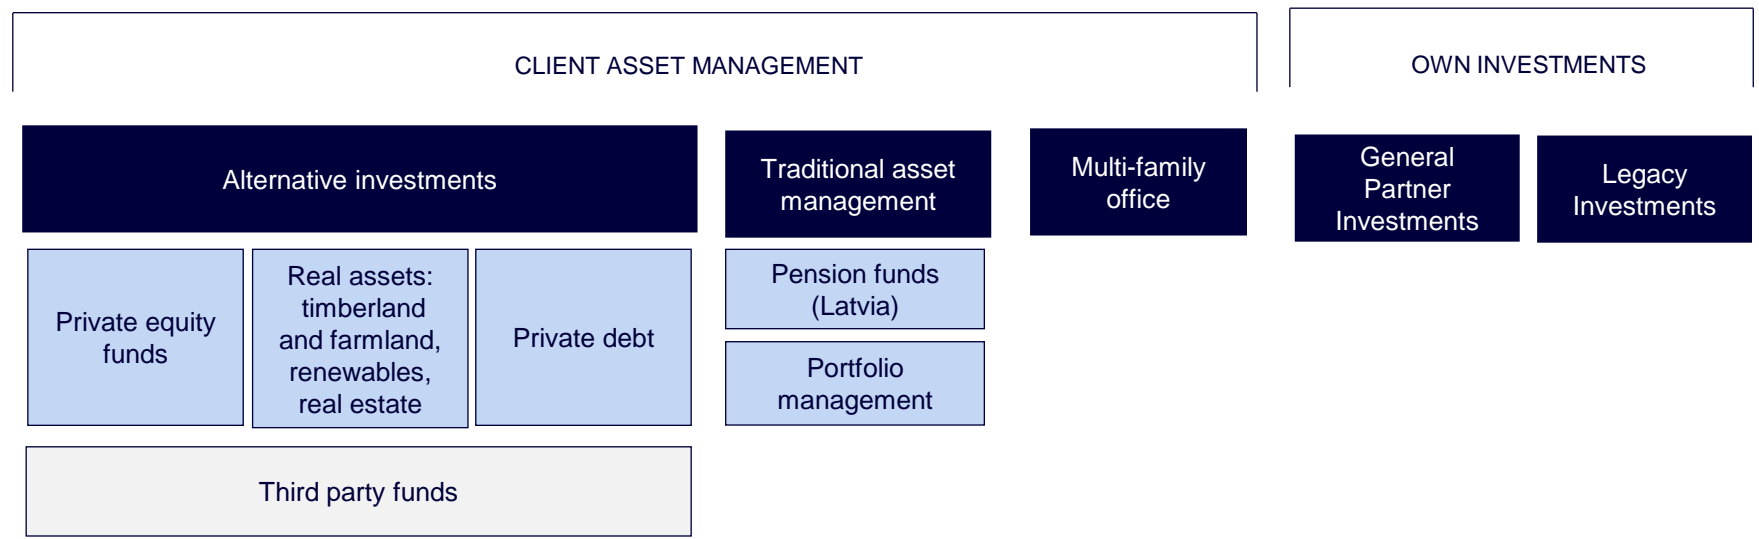 CLIENT ASSET MANAGEMENT
OWN INVESTMENTS
Alternative investments
Traditional asset
management
Multi-family
office
General
Partner
Investments
Legacy
Investments
Private equity
funds
Real assets:
timberland
and farmland,
renewables,
real estate
Private debt
Pension funds
(Latvia)
Portfolio
management
Third party funds